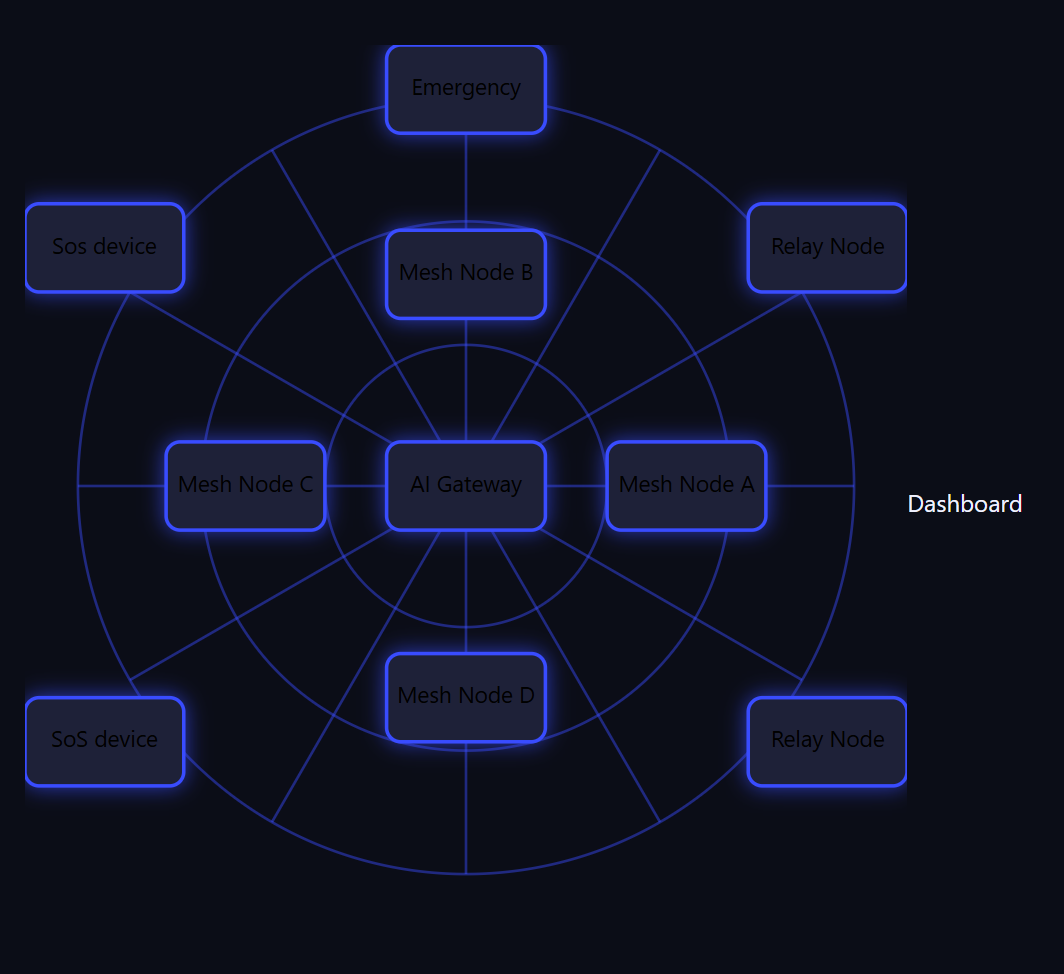 Emergency
Sos device
Relay Node
Mesh Node B
Mesh Node C
AI Gateway
Mesh Node A
Dashboard
Mesh Node D
SoS device
Relay Node